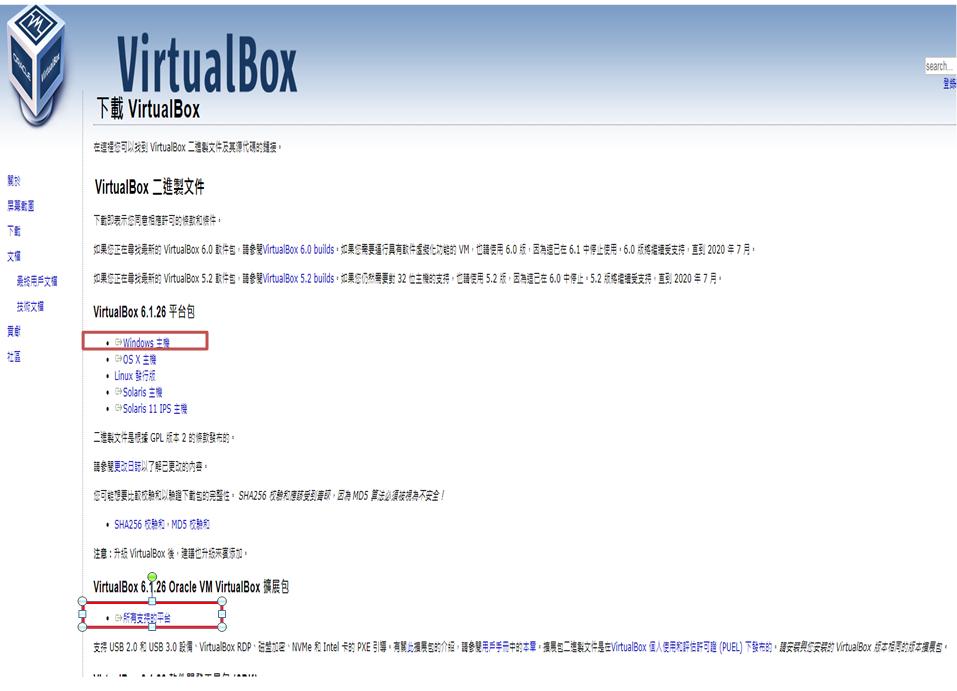 VirtualBox
search...
登錄
下載 VirtualBox
在這裡您可以找到 VirtualBox 二進製文件及其源代碼的鏈接。
關於
屏幕截圖
下載
文檔
最終用戶文檔
技術文檔
貢獻
社區
VirtualBox 二進製文件
下載即表示您同意相應許可的條款和條件。
如果您正在尋找最新的 VirtualBox 6.0 軟件包，請參閱VirtualBox 6.0 builds。如果您需要運行具有軟件虛擬化功能的 VM，也請使用 6.0 版，因為這已在 6.1 中停止使用。6.0 版將繼續受支持，直到 2020 年 7 月。
如果您正在尋找最新的 VirtualBox 5.2 軟件包，請參閱VirtualBox 5.2 builds。如果您仍然需要對 32 位主機的支持，也請使用 5.2 版，因為這已在 6.0 中停止。5.2 版將繼續受支持，直到 2020 年 7 月。
VirtualBox 6.1.26 平台包
• Windows 主機
• OS X 主機
• Linux 發行版
• Solaris 主機
• Solaris 11 IPS 主機
二進製文件是根據 GPL 版本 2 的條款發布的。
請參閱更改日誌以了解已更改的內容。
您可能想要比較校驗和以驗證下載包的完整性。SHA256 校驗和應該受到青睞，因為 MD5 算法必須被視為不安全！
• SHA256 校驗和，MD5 校驗和
注意：升級 VirtualBox 後，建議也升級來賓添加。
VirtualBox 6.1.26 Oracle VM VirtualBox 擴展包
• 所有支持的平台
支持 USB 2.0 和 USB 3.0 設備、VirtualBox RDP、磁盤加密、NVMe 和 Intel 卡的 PXE 引導。有關此擴展包的介紹，請參閱用戶手冊中的本章。擴展包二進製文件是在VirtualBox 個人使用和評估許可證 (PUEL) 下發布的。請安裝與您安裝的 VirtualBox 版本相同的版本擴展包。